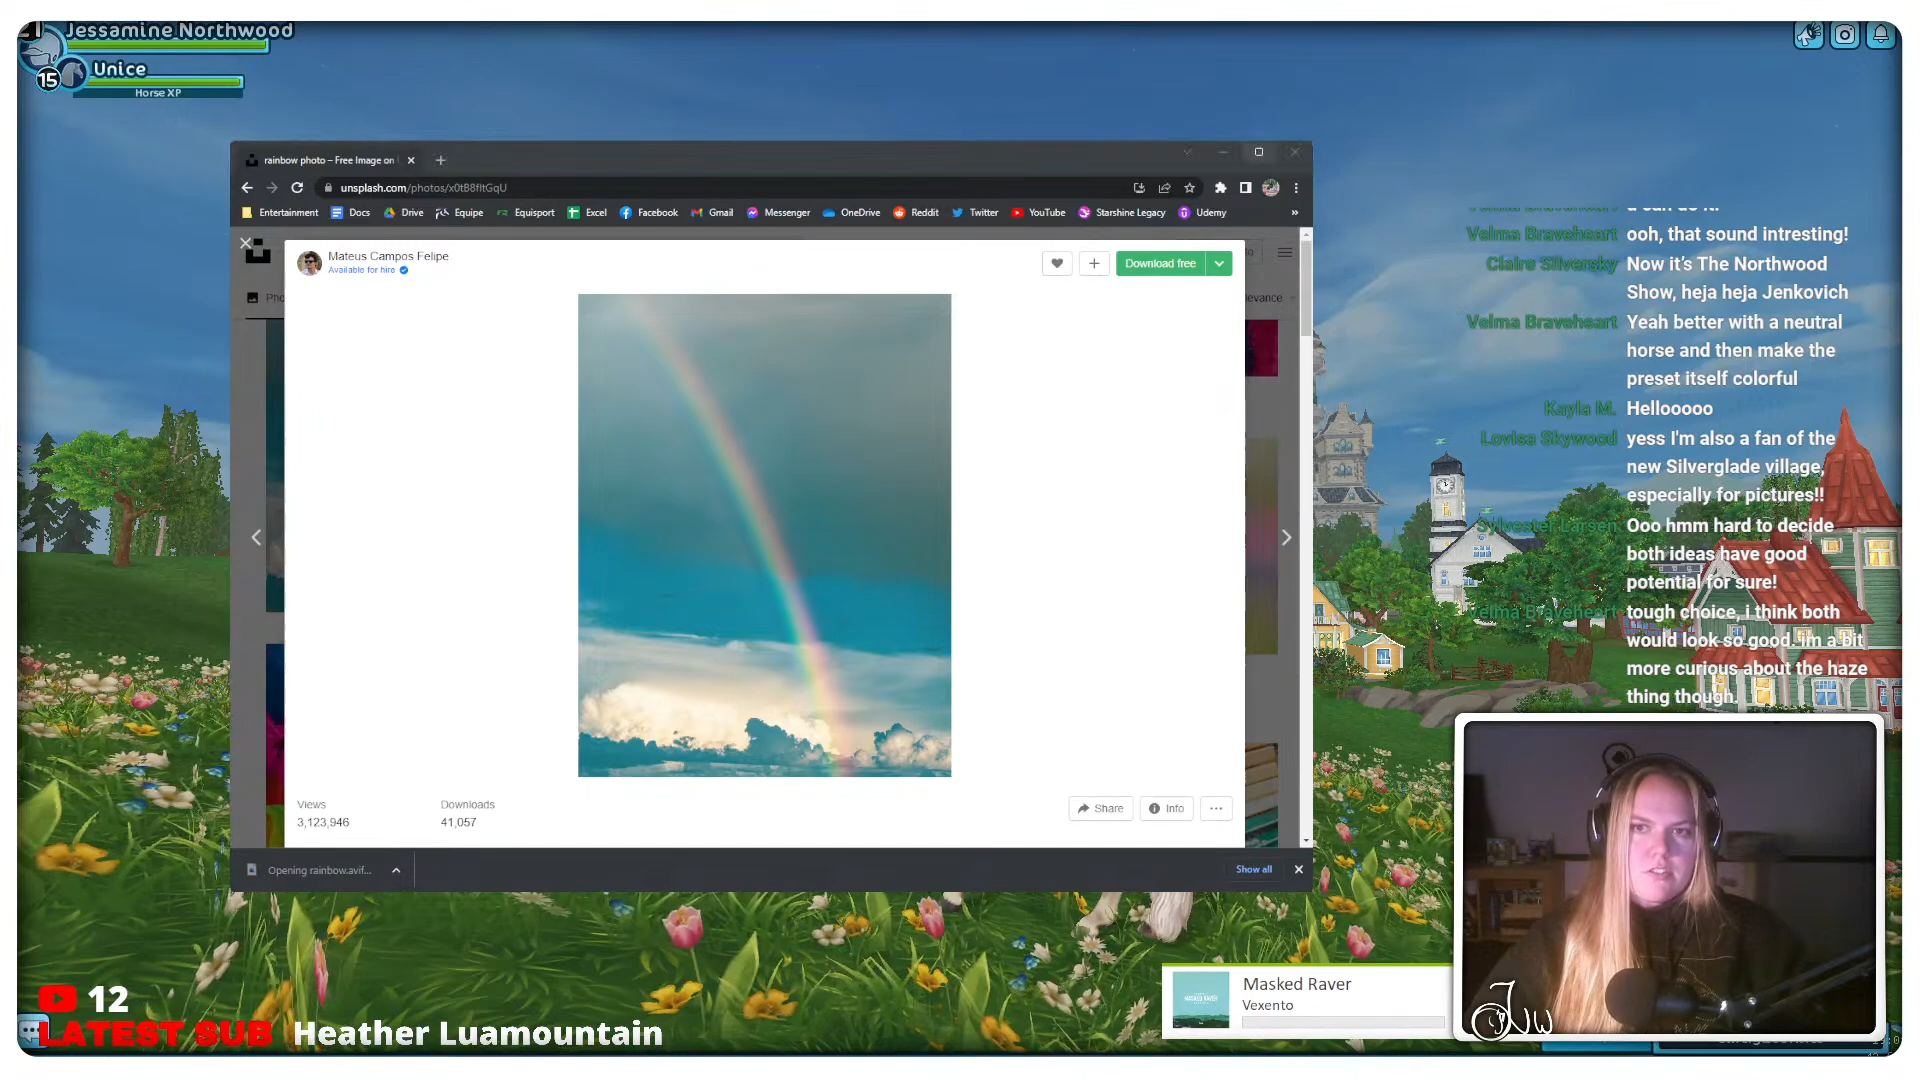 Jessamine Northwood
Unice
15
Horse XP
rainbow photo – Free Image on
unsplash.com/photos/x0tB8fItGqU
Entertainment Docs Drive Equipe Equisport Excel Facebook Gmail Messenger OneDrive Reddit Twitter YouTube Starshine Legacy Udemy »
Mateus Campos Felipe
Available for hire
Download free
Pho
levance
Views
3,123,946
Downloads
41,057
Share
Info
Opening rainbow.avif...
Show all
Velma Braveheart ooh, that sound intresting!
Claire Silversky Now it's The Northwood
Show, heja heja Jenkovich
Velma Braveheart Yeah better with a neutral
horse and then make the
preset itself colorful
Kayla M. Hellooooo
Lovisa Skywood yess I'm also a fan of the
new Silverglade village,
especially for pictures!!
Sylvester Larsen Ooo hmm hard to decide
both ideas have good
potential for sure!
Velma Braveheart tough choice, i think both
would look so good. im a bit
more curious about the haze
thing though.
Masked Raver
Vexento
MASKED RAVER
12
LATEST SUB Heather Luamountain